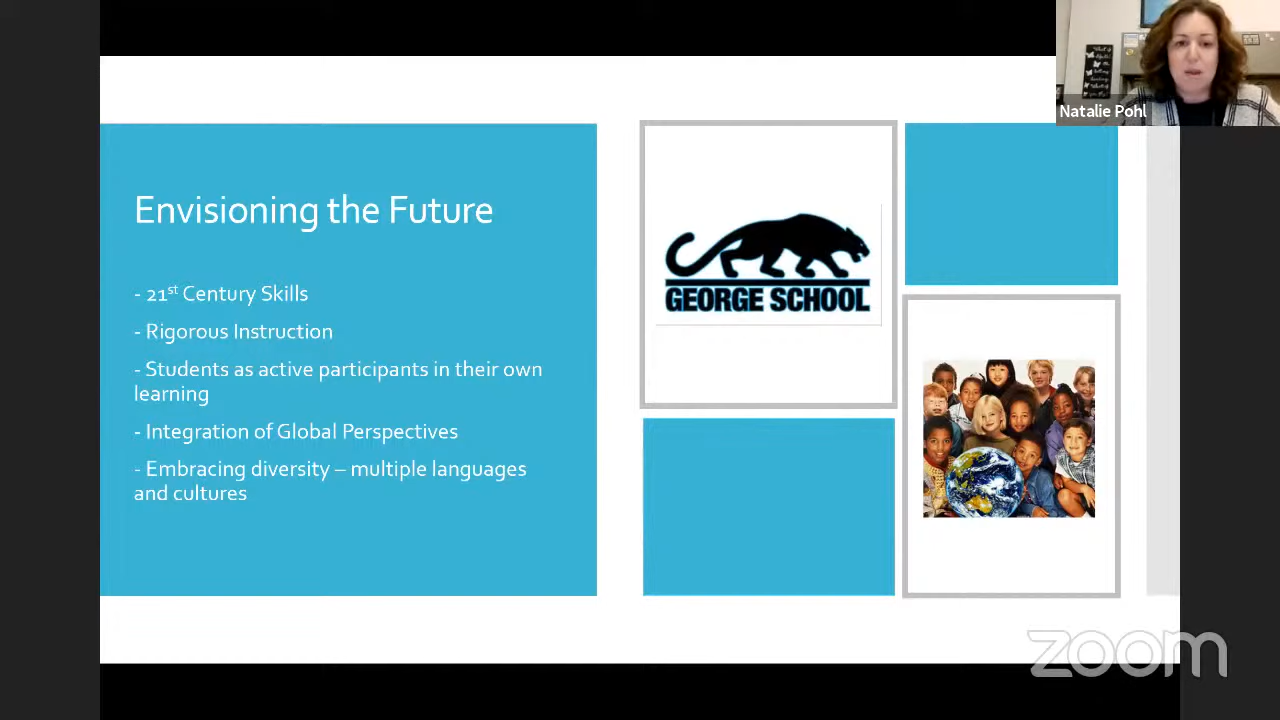 Natalie Pohl
Envisioning the Future
- 21st Century Skills
- Rigorous Instruction
- Students as active participants in their own
learning
- Integration of Global Perspectives
- Embracing diversity – multiple languages
and cultures
GEORGE SCHOOL
zoom